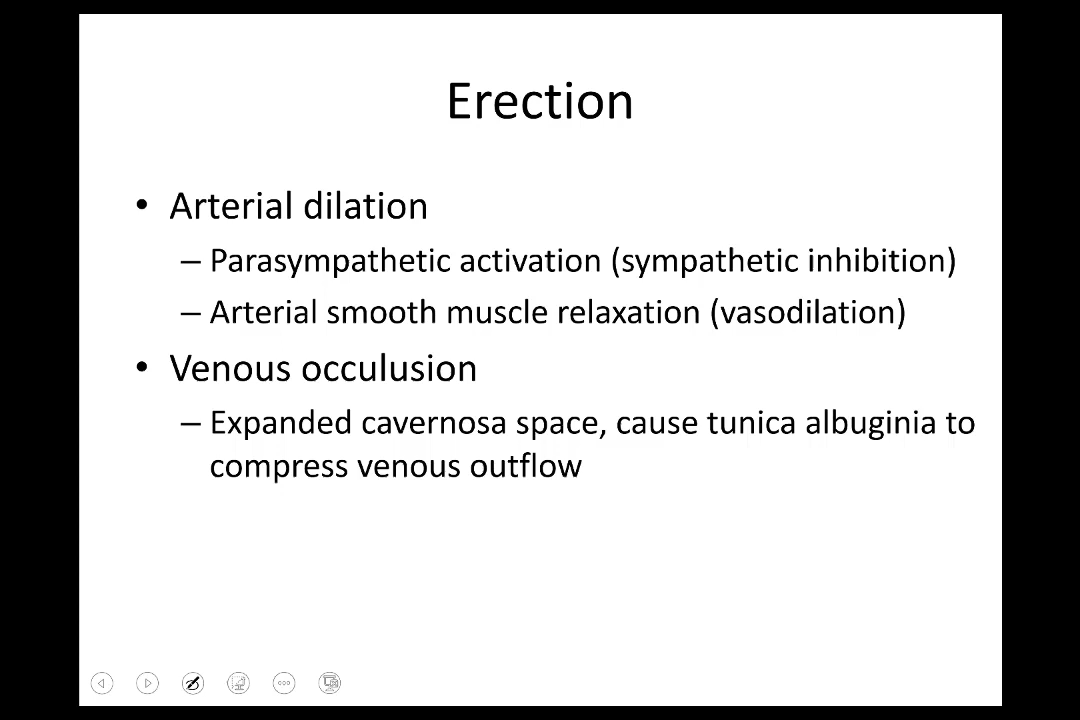 Erection
• Arterial dilation
– Parasympathetic activation (sympathetic inhibition)
– Arterial smooth muscle relaxation (vasodilation)
• Venous occulusion
– Expanded cavernosa space, cause tunica albuginia to
compress venous outflow